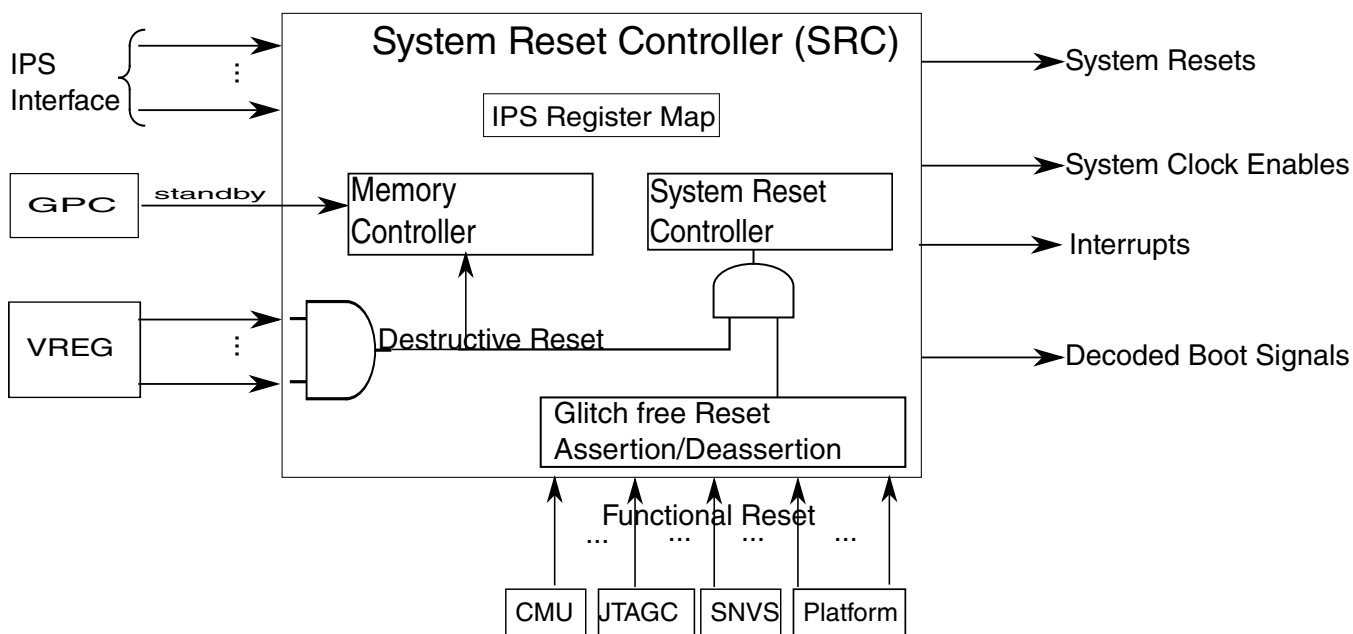 System Reset Controller (SRC)
IPS
Interface
...
System Resets
IPS Register Map
System Clock Enables
GPC
standby
Memory
Controller
System Reset
Controller
Interrupts
VREG
...
Destructive Reset
Decoded Boot Signals
Glitch free Reset
Assertion/Deassertion
Functional Reset
... ... ... ...
CMU
JTAGC
SNVS
Platform